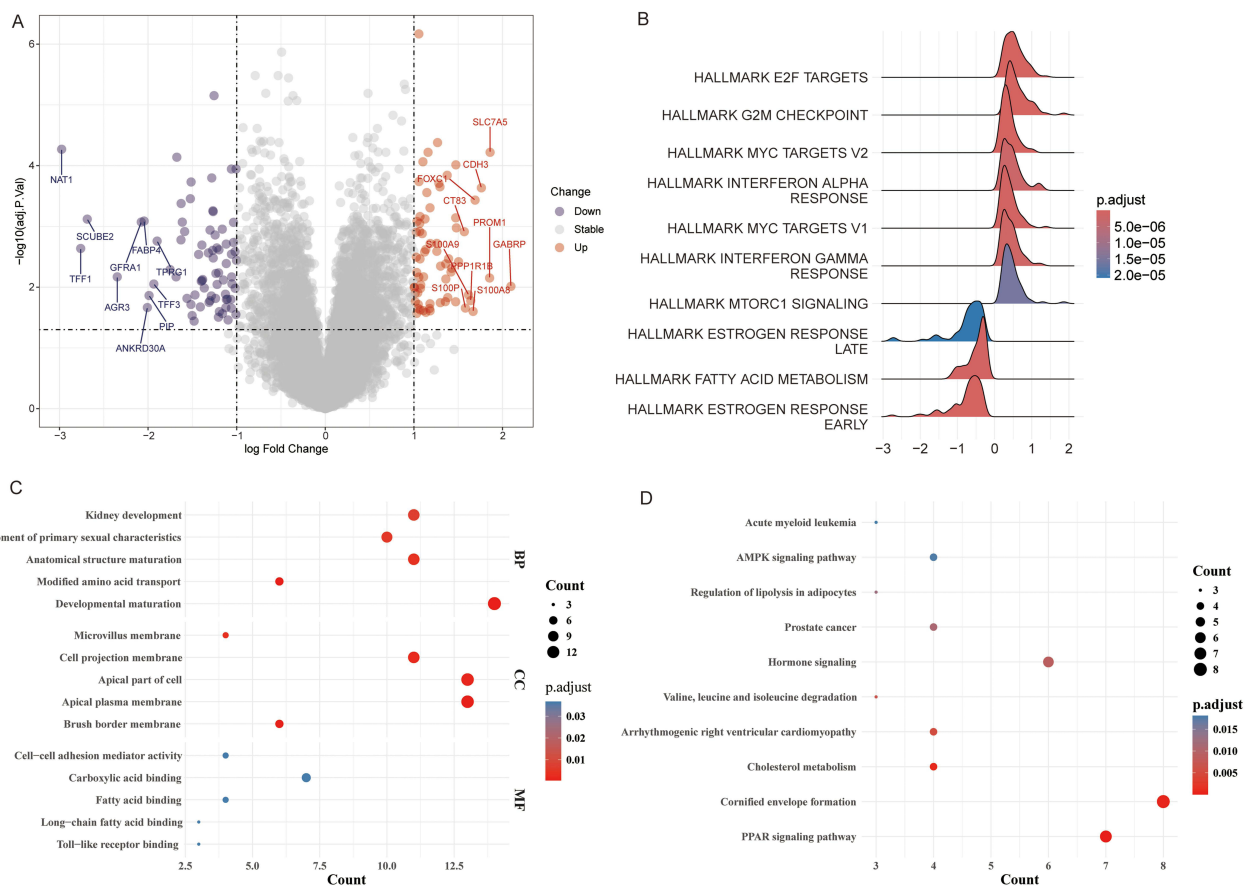 A
6
4
2
0
−log10(adj.P.Val)
−3
−2
−1
0
1
2
log Fold Change
NAT1
SCUBE2
TFF1
GFRA1
FABP4
TPRG1
AGR3
TFF3
PIP
ANKRD30A
SLC7A5
CDH3
FOXC1
CT83
PROM1
S100A9
GABRP
PPP1R1B
S100P
S100A8
Change
Down
Stable
Up
B
HALLMARK E2F TARGETS
HALLMARK G2M CHECKPOINT
HALLMARK MYC TARGETS V2
HALLMARK INTERFERON ALPHA
RESPONSE
HALLMARK MYC TARGETS V1
HALLMARK INTERFERON GAMMA
RESPONSE
HALLMARK MTORC1 SIGNALING
HALLMARK ESTROGEN RESPONSE
LATE
HALLMARK FATTY ACID METABOLISM
HALLMARK ESTROGEN RESPONSE
EARLY
−3
−2
−1
0
1
2
p.adjust
5.0e−06
1.0e−05
1.5e−05
2.0e−05
C
Kidney development
oment of primary sexual characteristics
Anatomical structure maturation
Modified amino acid transport
Developmental maturation
BP
Microvillus membrane
Cell projection membrane
Apical part of cell
Apical plasma membrane
Brush border membrane
CC
Cell−cell adhesion mediator activity
Carboxylic acid binding
Fatty acid binding
Long−chain fatty acid binding
Toll−like receptor binding
MF
2.5
5.0
7.5
10.0
12.5
Count
Count
3
6
9
12
p.adjust
0.03
0.02
0.01
D
Acute myeloid leukemia
AMPK signaling pathway
Regulation of lipolysis in adipocytes
Prostate cancer
Hormone signaling
Valine, leucine and isoleucine degradation
Arrhythmogenic right ventricular cardiomyopathy
Cholesterol metabolism
Cornified envelope formation
PPAR signaling pathway
3
4
5
6
7
8
Count
Count
3
4
5
6
7
8
p.adjust
0.015
0.010
0.005